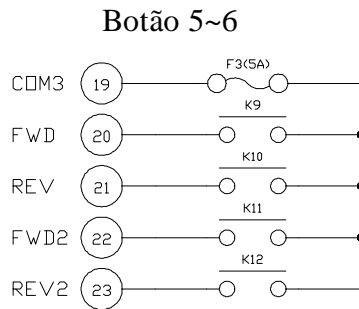 Botão 5~6
F3(5A)
COM3 19
K9
FWD 20
K10
REV 21
K11
FWD2 22
K12
REV2 23